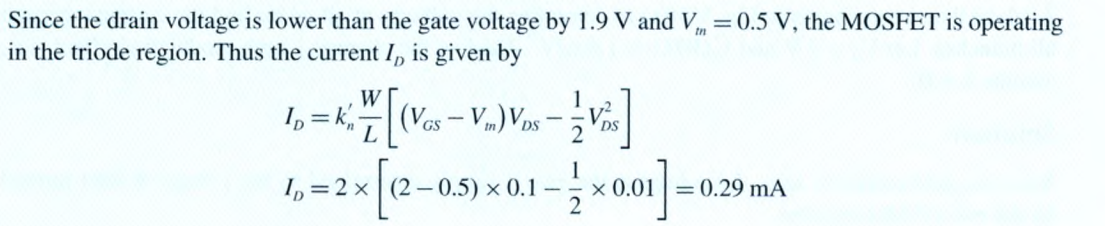 Since the drain voltage is lower than the gate voltage by 1.9 V and V_tn = 0.5 V, the MOSFET is operating
in the triode region. Thus the current I_D is given by
I_D = k'_n W/L [(V_GS − V_tn) V_DS − 1/2 V²_DS]
I_D = 2 × [(2 − 0.5) × 0.1 − 1/2 × 0.01] = 0.29 mA